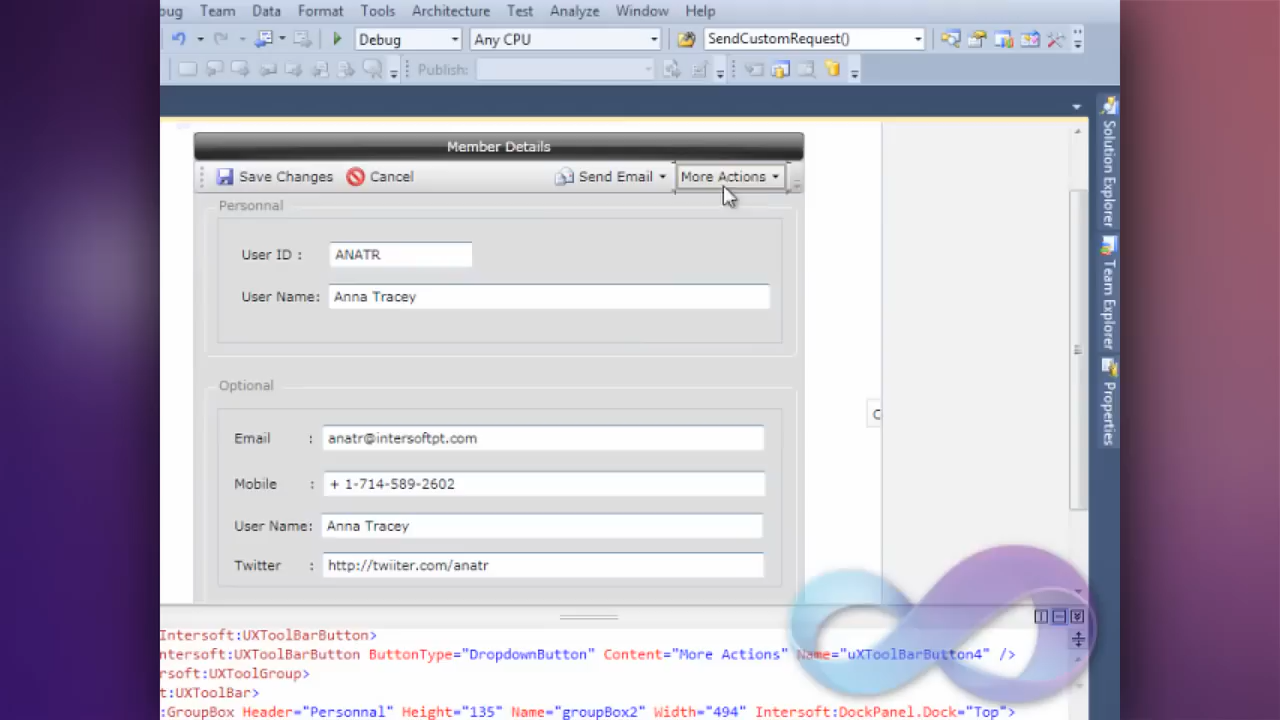 bug Team Data Format Tools Architecture Test Analyze Window Help
Debug Any CPU SendCustomRequest()
Publish:
Member Details
Save Changes Cancel Send Email More Actions
Personnal
User ID : ANATR
User Name: Anna Tracey
Optional
Email : anatr@intersoftpt.com
Mobile : + 1-714-589-2602
User Name: Anna Tracey
Twitter : http://twiiter.com/anatr
C
Solution Explorer
Team Explorer
Properties
Intersoft:UXToolBarButton>
ntersoft:UXToolBarButton ButtonType="DropdownButton" Content="More Actions" Name="uXToolBarButton4" />
rsoft:UXToolGroup>
t:UXToolBar>
:GroupBox Header="Personnal" Height="135" Name="groupBox2" Width="494" Intersoft:DockPanel.Dock="Top">